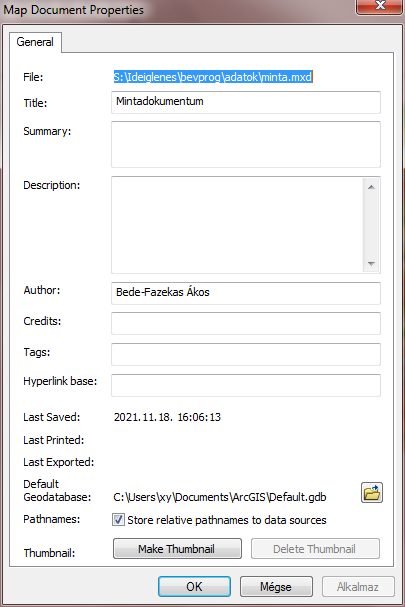 Map Document Properties
General
File: S:\Ideiglenes\bevprog\adatok\minta.mxd
Title: Mintadokumentum
Summary:
Description:
Author: Bede-Fazekas Ákos
Credits:
Tags:
Hyperlink base:
Last Saved: 2021.11.18. 16:06:13
Last Printed:
Last Exported:
Default
Geodatabase: C:\Users\xy\Documents\ArcGIS\Default.gdb
Pathnames: Store relative pathnames to data sources
Thumbnail: Make Thumbnail Delete Thumbnail
OK Mégse Alkalmaz